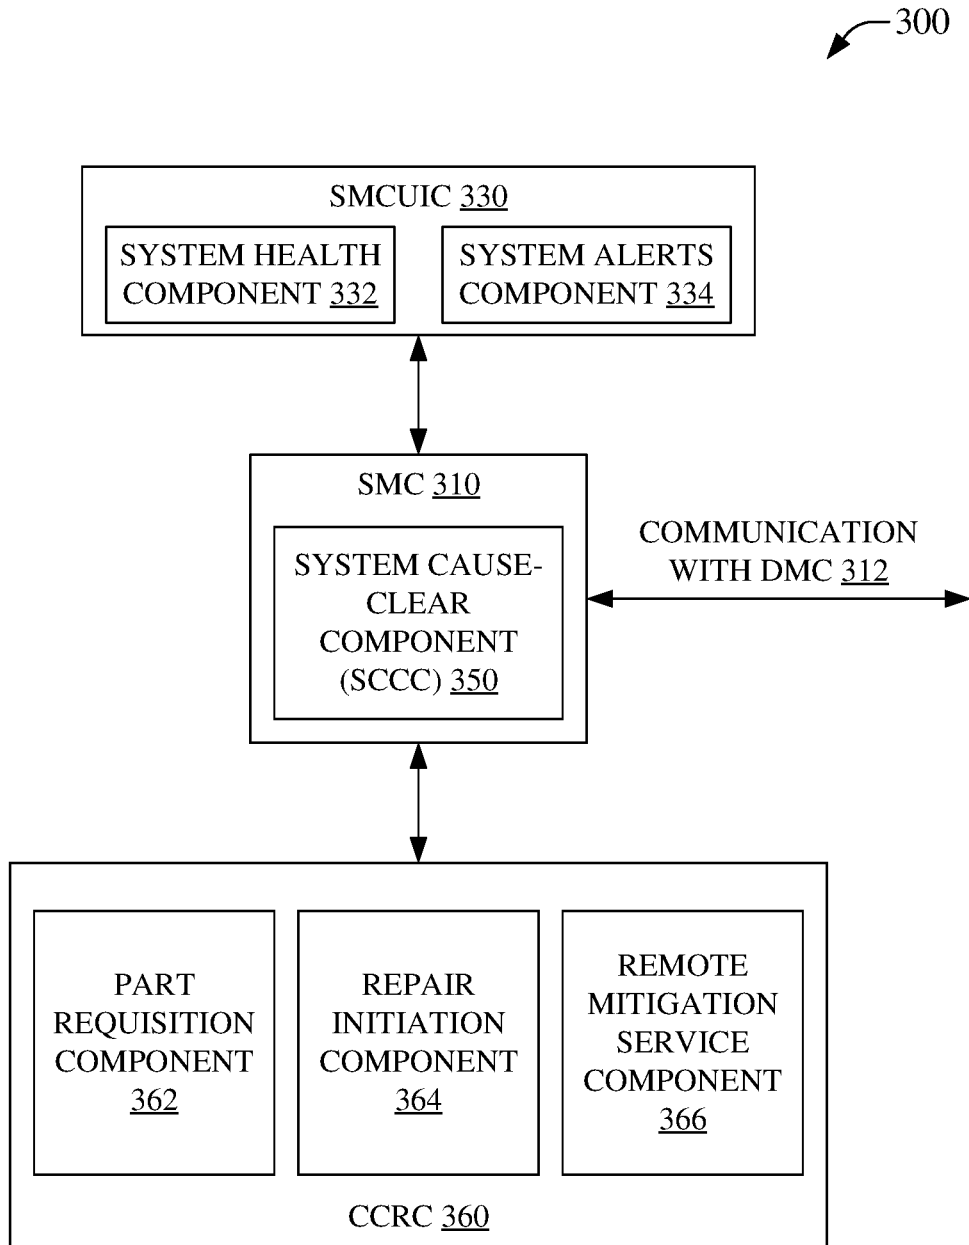 300
SMCUIC 330
SYSTEM HEALTH
COMPONENT 332
SYSTEM ALERTS
COMPONENT 334
SMC 310
SYSTEM CAUSE-
CLEAR
COMPONENT
(SCCC) 350
COMMUNICATION
WITH DMC 312
PART
REQUISITION
COMPONENT
362
REPAIR
INITIATION
COMPONENT
364
REMOTE
MITIGATION
SERVICE
COMPONENT
366
CCRC 360